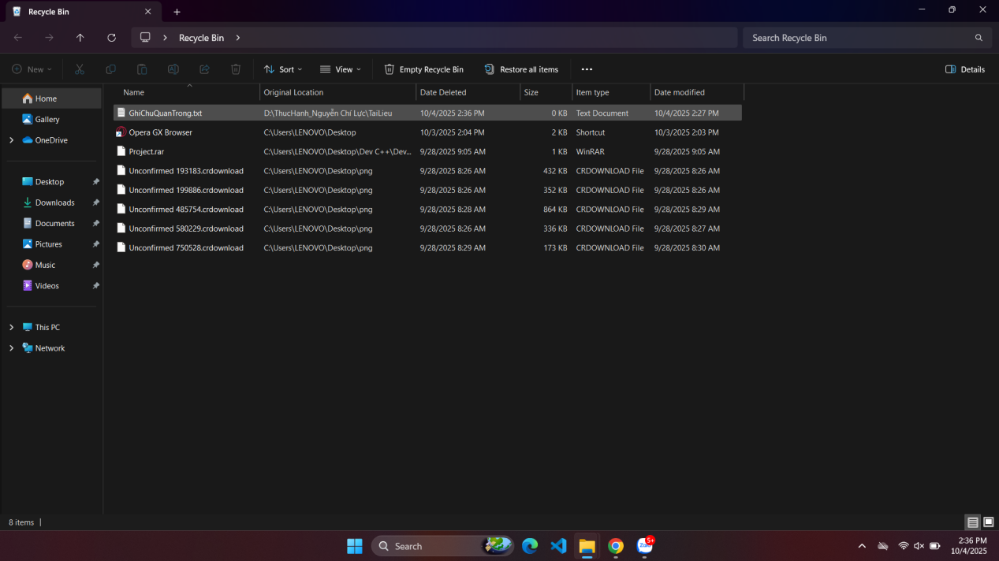 Recycle Bin
Recycle Bin
Search Recycle Bin
New
Sort
View
Empty Recycle Bin
Restore all items
Details
Name Original Location Date Deleted Size Item type Date modified
Home
Gallery
OneDrive
Desktop
Downloads
Documents
Pictures
Music
Videos
This PC
Network
GhiChuQuanTrong.txt D:\ThucHanh_Nguyễn Chí Lực\TaiLieu 10/4/2025 2:36 PM 0 KB Text Document 10/4/2025 2:27 PM
Opera GX Browser C:\Users\LENOVO\Desktop 10/3/2025 2:04 PM 2 KB Shortcut 10/3/2025 2:03 PM
Project.rar C:\Users\LENOVO\Desktop\Dev C++\Dev... 9/28/2025 9:05 AM 1 KB WinRAR 9/28/2025 9:05 AM
Unconfirmed 193183.crdownload C:\Users\LENOVO\Desktop\png 9/28/2025 8:26 AM 432 KB CRDOWNLOAD File 9/28/2025 8:26 AM
Unconfirmed 199886.crdownload C:\Users\LENOVO\Desktop\png 9/28/2025 8:26 AM 352 KB CRDOWNLOAD File 9/28/2025 8:26 AM
Unconfirmed 485754.crdownload C:\Users\LENOVO\Desktop\png 9/28/2025 8:28 AM 864 KB CRDOWNLOAD File 9/28/2025 8:29 AM
Unconfirmed 580229.crdownload C:\Users\LENOVO\Desktop\png 9/28/2025 8:26 AM 336 KB CRDOWNLOAD File 9/28/2025 8:27 AM
Unconfirmed 750528.crdownload C:\Users\LENOVO\Desktop\png 9/28/2025 8:29 AM 173 KB CRDOWNLOAD File 9/28/2025 8:30 AM
8 items
Search
Zalo
5+
2:36 PM
10/4/2025